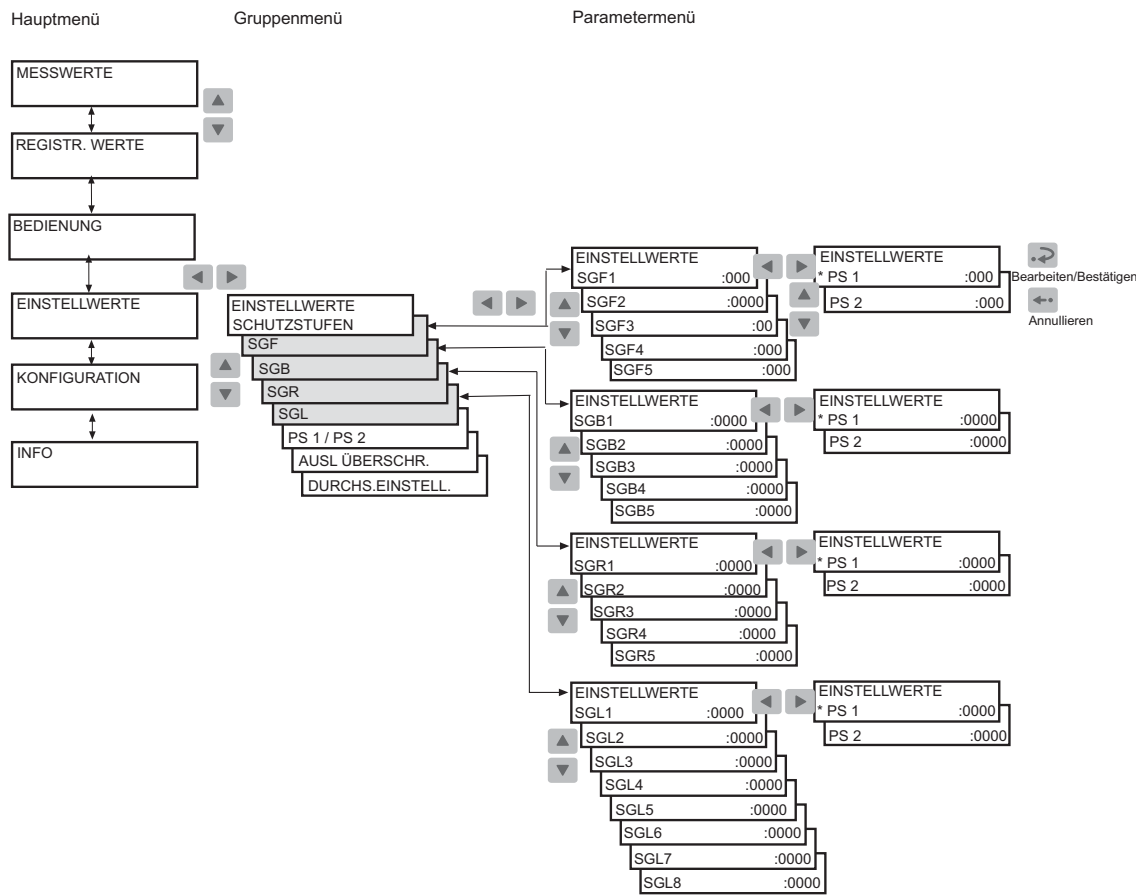 Hauptmenü
Gruppenmenü
Parametermenü
MESSWERTE
REGISTR. WERTE
BEDIENUNG
EINSTELLWERTE
KONFIGURATION
INFO
EINSTELLWERTE
SCHUTZSTUFEN
SGF
SGB
SGR
SGL
PS 1 / PS 2
AUSL ÜBERSCHR.
DURCHS.EINSTELL.
EINSTELLWERTE
SGF1 :000
SGF2 :0000
SGF3 :00
SGF4 :000
SGF5 :000
EINSTELLWERTE
* PS 1 :000
PS 2 :000
Bearbeiten/Bestätigen
Annullieren
EINSTELLWERTE
SGB1 :0000
SGB2 :0000
SGB3 :0000
SGB4 :0000
SGB5 :0000
EINSTELLWERTE
* PS 1 :0000
PS 2 :0000
EINSTELLWERTE
SGR1 :0000
SGR2 :0000
SGR3 :0000
SGR4 :0000
SGR5 :0000
EINSTELLWERTE
* PS 1 :0000
PS 2 :0000
EINSTELLWERTE
SGL1 :0000
SGL2 :0000
SGL3 :0000
SGL4 :0000
SGL5 :0000
SGL6 :0000
SGL7 :0000
SGL8 :0000
EINSTELLWERTE
* PS 1 :0000
PS 2 :0000